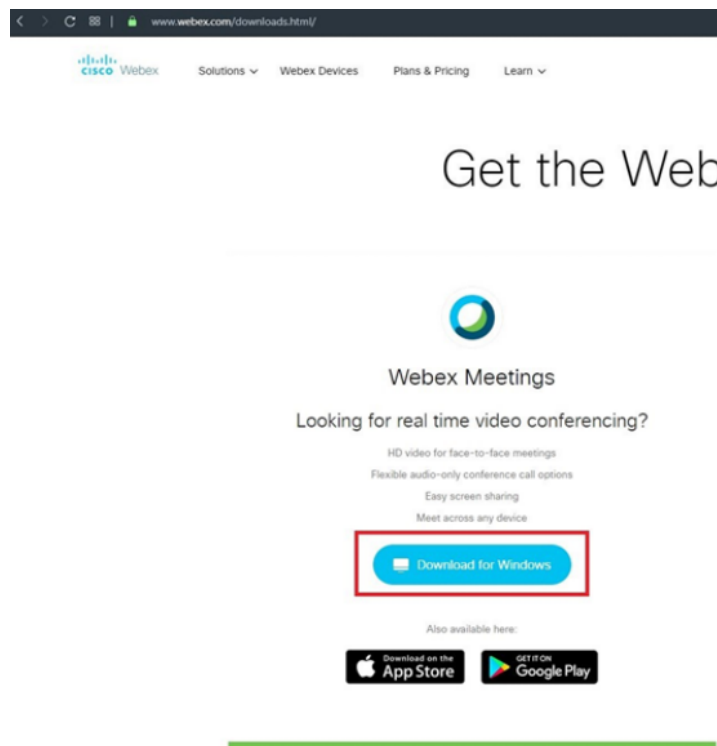 www.webex.com/downloads.html/
cisco Webex Solutions Webex Devices Plans & Pricing Learn
Get the Web
Webex Meetings
Looking for real time video conferencing?
HD video for face-to-face meetings
Flexible audio-only conference call options
Easy screen sharing
Meet across any device
Download for Windows
Also available here:
Download on the
App Store
GET IT ON
Google Play